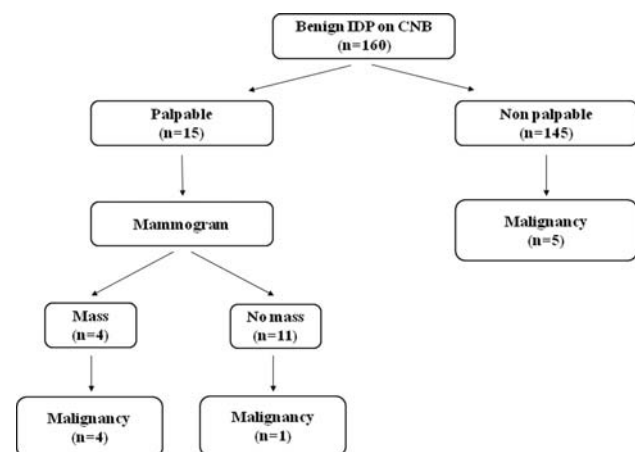 Benign IDP on CNB
(n=160)
Palpable
(n=15)
Non palpable
(n=145)
Mammogram
Malignancy
(n=5)
Mass
(n=4)
No mass
(n=11)
Malignancy
(n=4)
Malignancy
(n=1)